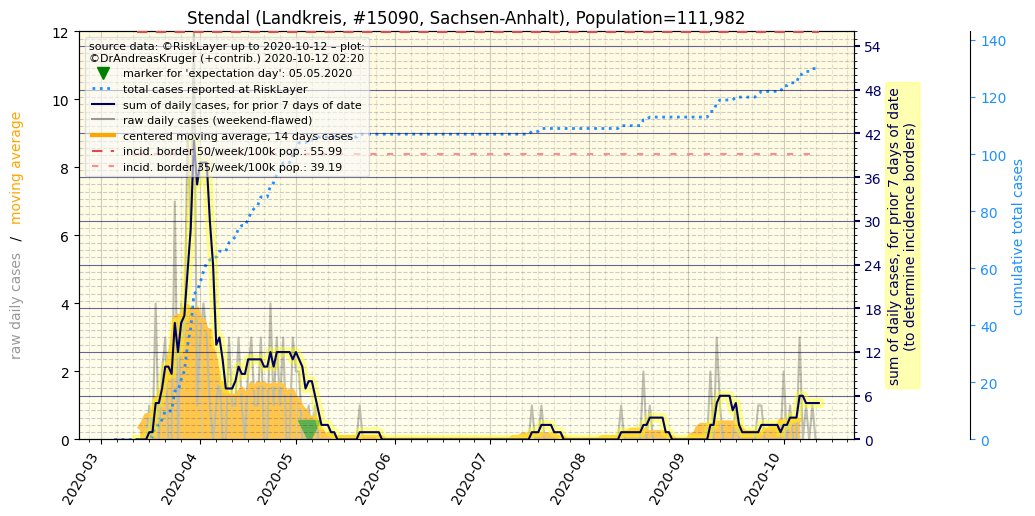 Stendal (Landkreis, #15090, Sachsen-Anhalt), Population=111,982
source data: ©RiskLayer up to 2020-10-12 – plot:
©DrAndreasKruger (+contrib.) 2020-10-12 02:20
marker for 'expectation day': 05.05.2020
total cases reported at RiskLayer
sum of daily cases, for prior 7 days of date
raw daily cases (weekend-flawed)
centered moving average, 14 days cases
incid. border 50/week/100k pop.: 55.99
incid. border 35/week/100k pop.: 39.19
raw daily cases / moving average
12
10
8
6
4
2
0
2020-03
2020-04
2020-05
2020-06
2020-07
2020-08
2020-09
2020-10
54
48
42
36
30
24
18
12
6
0
sum of daily cases, for prior 7 days of date
(to determine incidence borders)
140
120
100
80
60
40
20
0
cumulative total cases